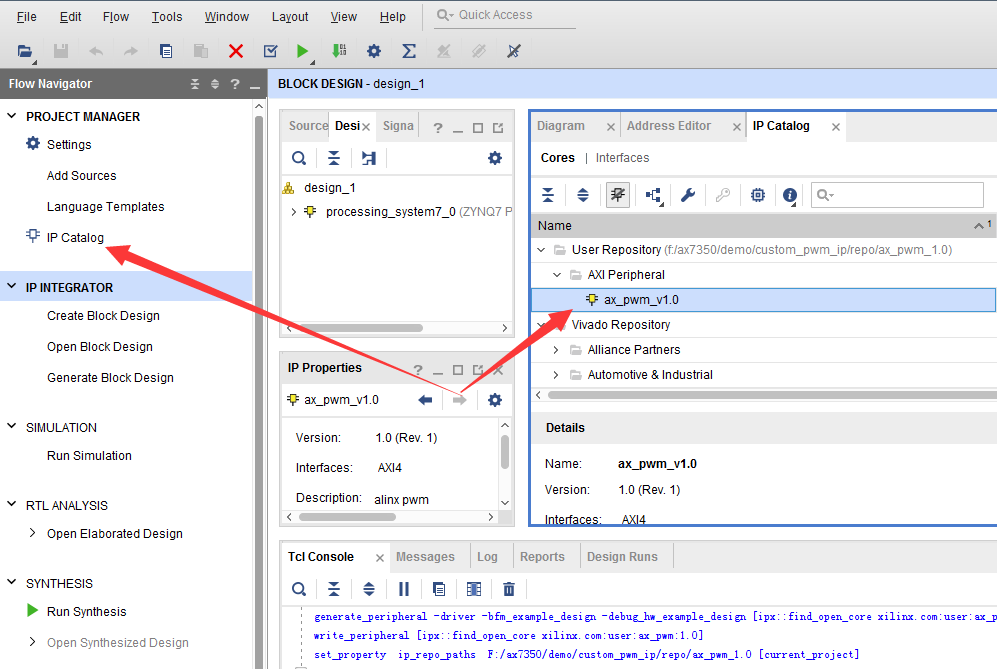 File Edit Flow Tools Window Layout View Help Quick Access
Flow Navigator
PROJECT MANAGER
Settings
Add Sources
Language Templates
IP Catalog
IP INTEGRATOR
Create Block Design
Open Block Design
Generate Block Design
SIMULATION
Run Simulation
RTL ANALYSIS
Open Elaborated Design
SYNTHESIS
Run Synthesis
Open Synthesized Design
BLOCK DESIGN - design_1
Source Desi Signa
design_1
processing_system7_0 (ZYNQ7 P
IP Properties
ax_pwm_v1.0
Version: 1.0 (Rev. 1)
Interfaces: AXI4
Description: alinx pwm
Diagram Address Editor IP Catalog
Cores | Interfaces
Name 1
User Repository (f:/ax7350/demo/custom_pwm_ip/repo/ax_pwm_1.0)
AXI Peripheral
ax_pwm_v1.0
Vivado Repository
Alliance Partners
Automotive & Industrial
Details
Name: ax_pwm_v1.0
Version: 1.0 (Rev. 1)
Interfaces: AXI4
Tcl Console Messages Log Reports Design Runs
generate_peripheral -driver -bfm_example_design -debug_hw_example_design [ipx::find_open_core xilinx.com:user:ax_p
write_peripheral [ipx::find_open_core xilinx.com:user:ax_pwm:1.0]
set_property ip_repo_paths F:/ax7350/demo/custom_pwm_ip/repo/ax_pwm_1.0 [current_project]